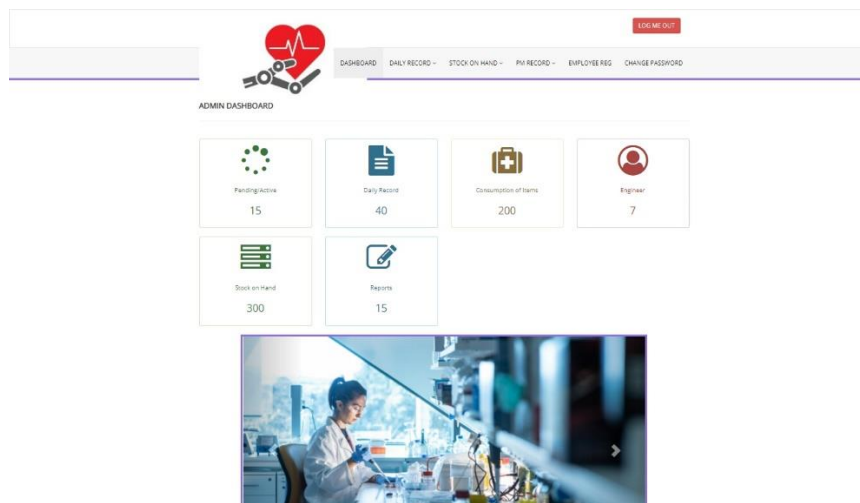 LOG ME OUT
DASHBOARD DAILY RECORD STOCK ON HAND PM RECORD EMPLOYEE REG CHANGE PASSWORD
ADMIN DASHBOARD
Pending/Active Daily Record Consumption of Items Engineer
15 40 200 7
Stock on Hand Reports
300 15